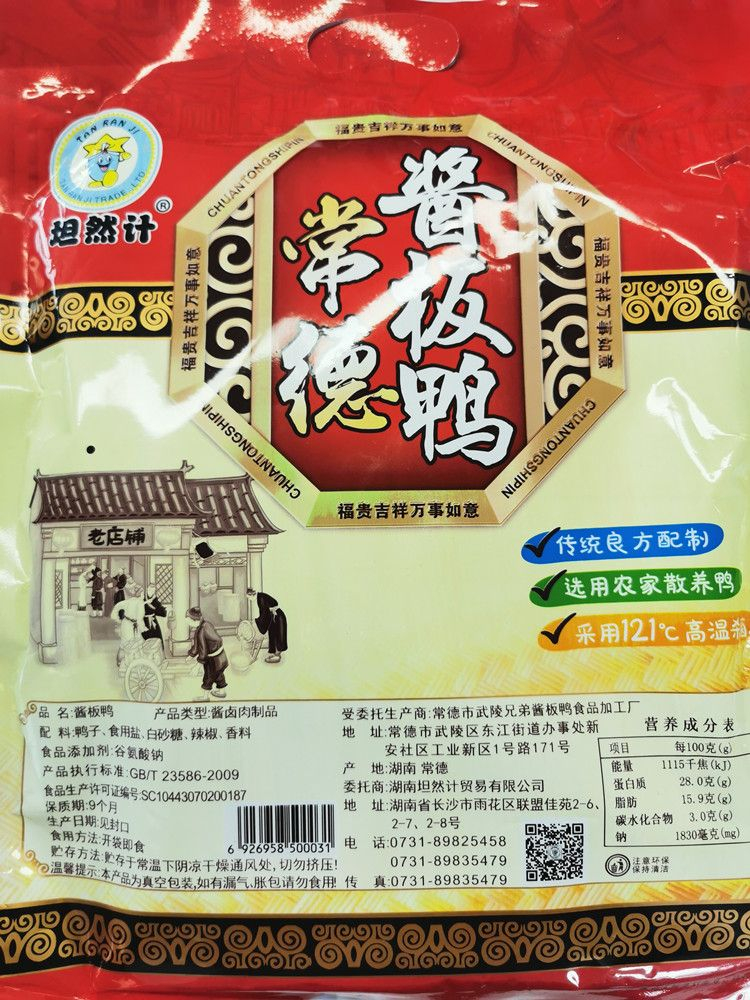 TAN RAN JI
坦然计®
福贵吉祥万事如意
CHUANTONGSHIPIN
CHUANTONGSHIPIN
福贵吉祥万事如意
福贵吉祥万事如意
常德
酱板鸭
CHUANTONGSHIPIN
CHUANTONGSHIPIN
福贵吉祥万事如意
老店铺
传统良方配制
选用农家散养鸭
采用121℃高温
品 名:酱板鸭 产品类型:酱卤肉制品
配 料:鸭子、食用盐、白砂糖、辣椒、香料
食品添加剂:谷氨酸钠
产品执行标准:GB/T 23586-2009
食品生产许可证编号:SC10443070200187
保质期:9个月
生产日期:见封口
食用方法:开袋即食
贮存方法:贮存于常温下阴凉干燥通风处,切勿挤压!
温馨提示:本产品为真空包装,如有漏气、胀包请勿食用!
6 926958 500031
受委托生产商:常德市武陵兄弟酱板鸭食品加工厂
地 址:常德市武陵区东江街道办事处新
安社区工业新区1号路171号
产 地:湖南 常德
委托商:湖南坦然计贸易有限公司
地 址:湖南省长沙市雨花区联盟佳苑2-6、
2-7、2-8号
电 话:0731-89825458
0731-89835479
传 真:0731-89835479
营养成分表
项目 每100克(g)
能量 1115千焦(kJ)
蛋白质 28.0克(g)
脂肪 15.9克(g)
碳水化合物 3.0克(g)
钠 1830毫克(mg)
注意环保
保持清洁